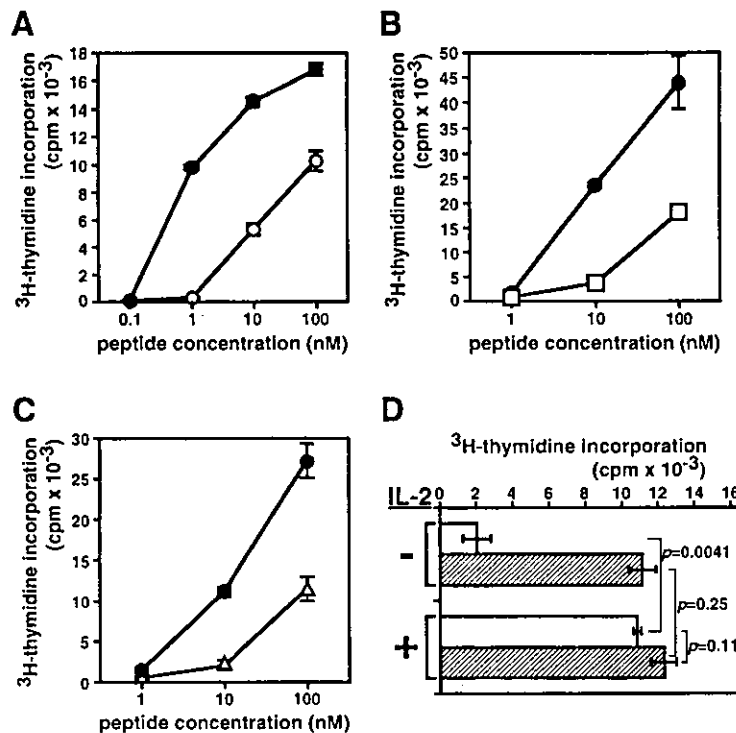 A
³H-thymidine incorporation
(cpm x 10⁻³)
18
16
14
12
10
8
6
4
2
0
0.1 1 10 100
peptide concentration (nM)
B
³H-thymidine incorporation
(cpm x 10⁻³)
50
45
40
35
30
25
20
15
10
5
0
1 10 100
peptide concentration (nM)
C
³H-thymidine incorporation
(cpm x 10⁻³)
30
25
20
15
10
5
0
1 10 100
peptide concentration (nM)
D
³H-thymidine incorporation
(cpm x 10⁻³)
IL-2 0 2 4 6 8 10 12 14 16
-
p=0.0041
p=0.25
+
p=0.11